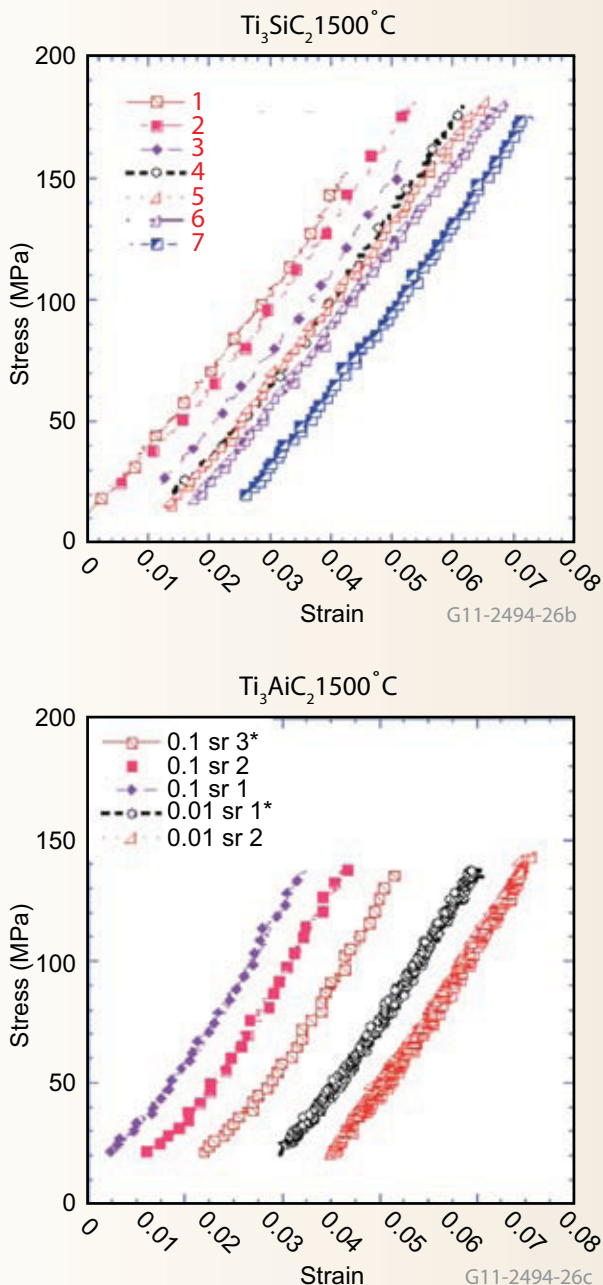 Ti₃SiC₂1500°C
200
150
100
50
0
Stress (MPa)
1
2
3
4
5
6
7
0 0.01 0.02 0.03 0.04 0.05 0.06 0.07 0.08
Strain
G11-2494-26b
Ti₃AiC₂1500°C
200
150
100
50
0
Stress (MPa)
0.1 sr 3*
0.1 sr 2
0.1 sr 1
0.01 sr 1*
0.01 sr 2
0 0.01 0.02 0.03 0.04 0.05 0.06 0.07 0.08
Strain
G11-2494-26c